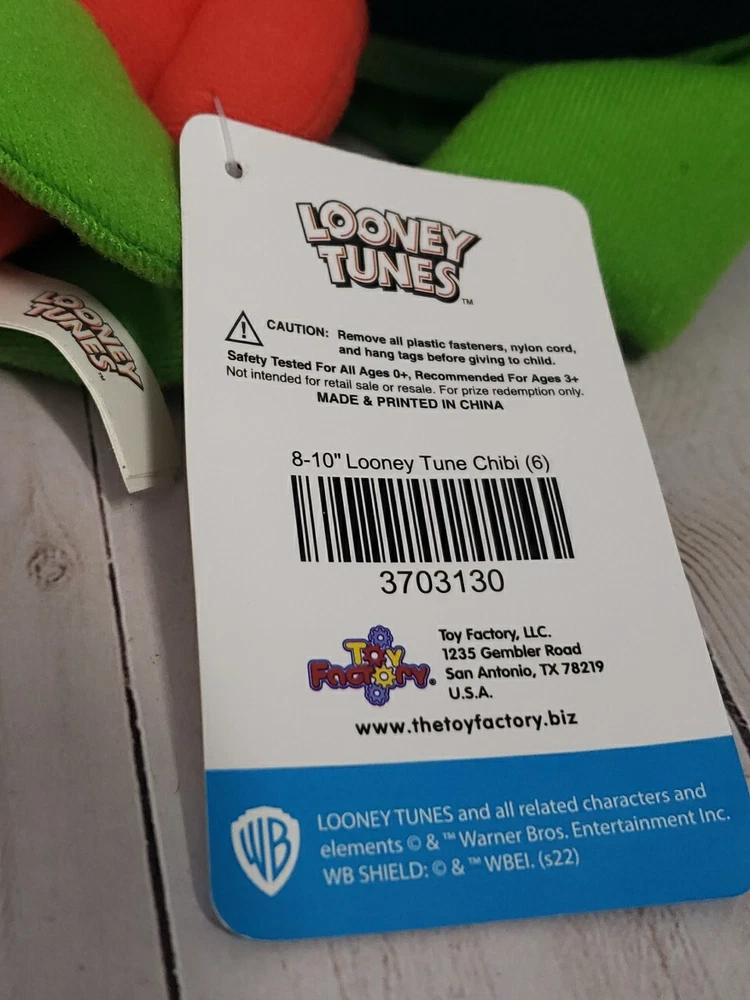 LOONEY
TUNES™
LOONEY
TUNES™
CAUTION: Remove all plastic fasteners, nylon cord,
and hang tags before giving to child.
Safety Tested For All Ages 0+, Recommended For Ages 3+
Not intended for retail sale or resale. For prize redemption only.
MADE & PRINTED IN CHINA
8-10" Looney Tune Chibi (6)
3703130
Toy
Factory®
Toy Factory, LLC.
1235 Gembler Road
San Antonio, TX 78219
U.S.A.
www.thetoyfactory.biz
WB
LOONEY TUNES and all related characters and
elements © & ™ Warner Bros. Entertainment Inc.
WB SHIELD: © & ™ WBEI. (s22)